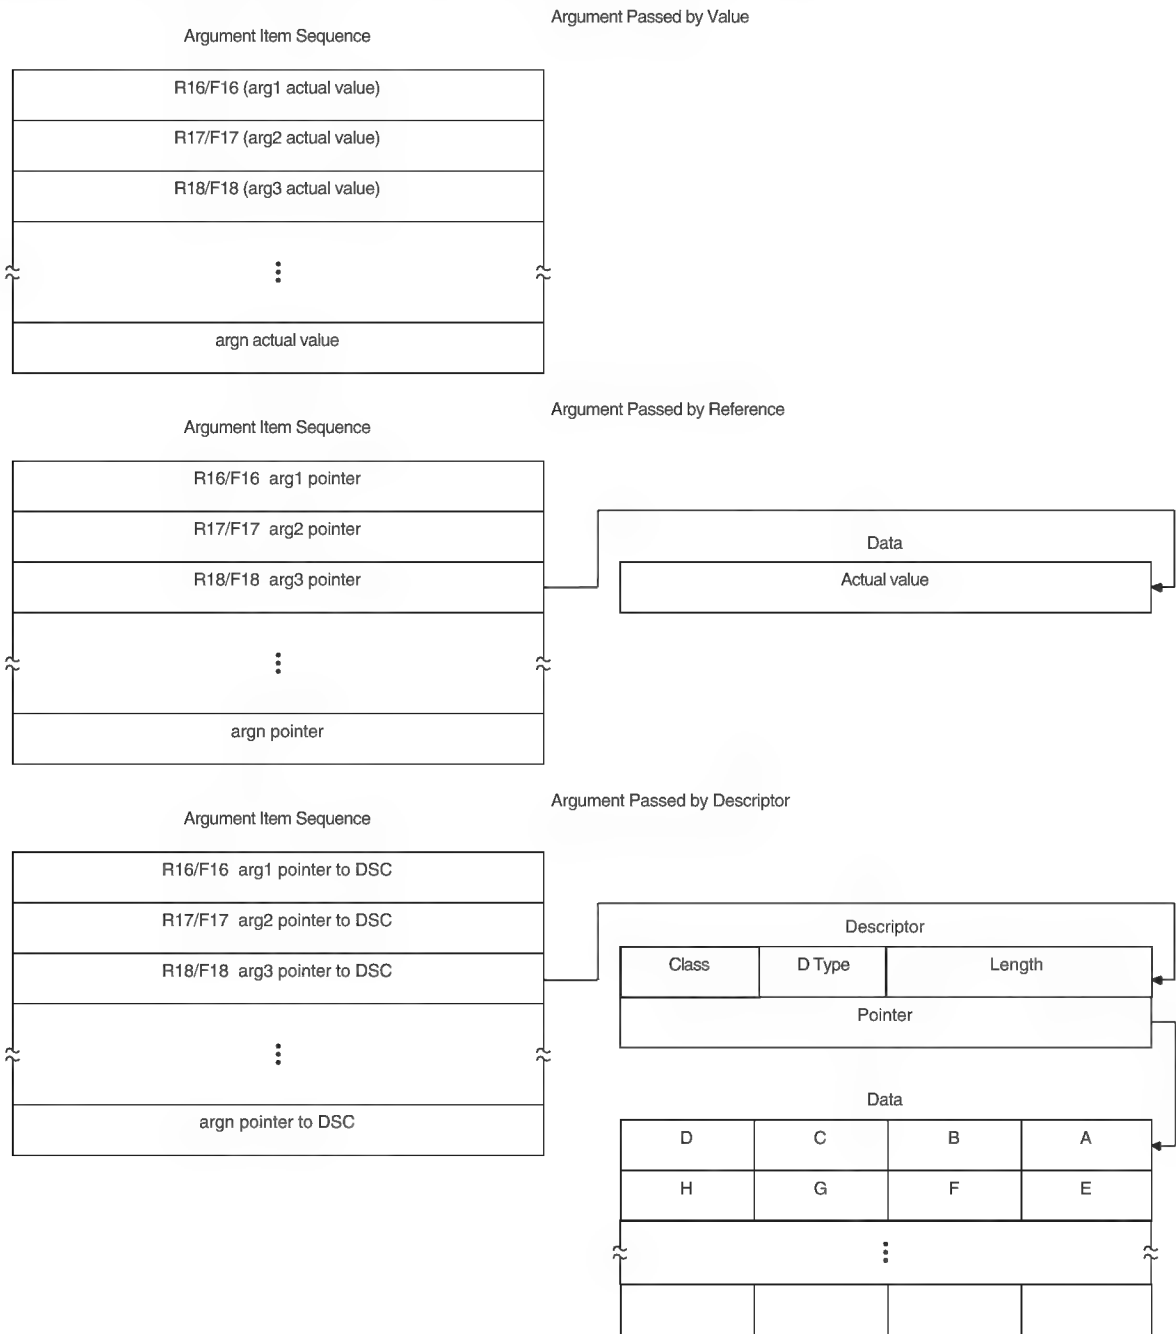 Argument Passed by Value
Argument Item Sequence
R16/F16 (arg1 actual value)
R17/F17 (arg2 actual value)
R18/F18 (arg3 actual value)
argn actual value
Argument Passed by Reference
Argument Item Sequence
R16/F16 arg1 pointer
R17/F17 arg2 pointer
R18/F18 arg3 pointer
argn pointer
Data
Actual value
Argument Passed by Descriptor
Argument Item Sequence
R16/F16 arg1 pointer to DSC
R17/F17 arg2 pointer to DSC
R18/F18 arg3 pointer to DSC
argn pointer to DSC
Descriptor
Class D Type Length
Pointer
Data
D C B A
H G F E